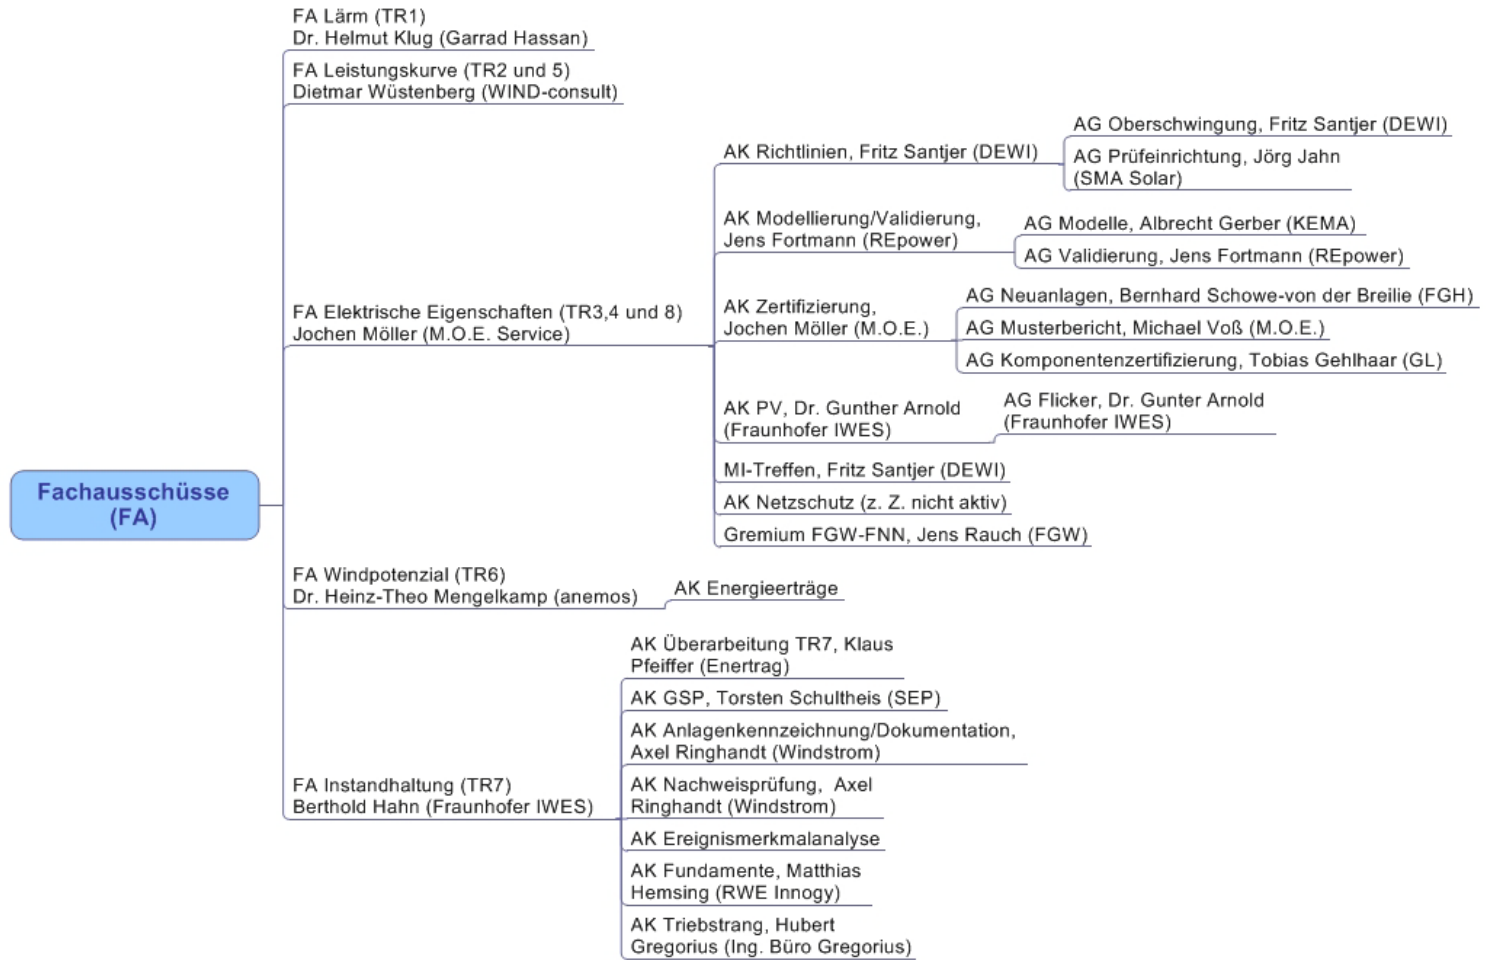 FA Lärm (TR1)
Dr. Helmut Klug (Garrad Hassan)
FA Leistungskurve (TR2 und 5)
Dietmar Wüstenberg (WIND-consult)
AG Oberschwingung, Fritz Santjer (DEWI)
AK Richtlinien, Fritz Santjer (DEWI)
AG Prüfeinrichtung, Jörg Jahn
(SMA Solar)
AK Modellierung/Validierung,
Jens Fortmann (REpower)
AG Modelle, Albrecht Gerber (KEMA)
AG Validierung, Jens Fortmann (REpower)
FA Elektrische Eigenschaften (TR3,4 und 8)
Jochen Möller (M.O.E. Service)
AK Zertifizierung,
Jochen Möller (M.O.E.)
AG Neuanlagen, Bernhard Schowe-von der Breilie (FGH)
AG Musterbericht, Michael Voß (M.O.E.)
AG Komponentenzertifizierung, Tobias Gehlhaar (GL)
AK PV, Dr. Gunther Arnold
(Fraunhofer IWES)
AG Flicker, Dr. Gunter Arnold
(Fraunhofer IWES)
MI-Treffen, Fritz Santjer (DEWI)
AK Netzschutz (z. Z. nicht aktiv)
Gremium FGW-FNN, Jens Rauch (FGW)
Fachausschüsse
(FA)
FA Windpotenzial (TR6)
Dr. Heinz-Theo Mengelkamp (anemos)
AK Energieerträge
FA Instandhaltung (TR7)
Berthold Hahn (Fraunhofer IWES)
AK Überarbeitung TR7, Klaus
Pfeiffer (Enertrag)
AK GSP, Torsten Schultheis (SEP)
AK Anlagenkennzeichnung/Dokumentation,
Axel Ringhandt (Windstrom)
AK Nachweisprüfung, Axel
Ringhandt (Windstrom)
AK Ereignismerkmalanalyse
AK Fundamente, Matthias
Hemsing (RWE Innogy)
AK Triebstrang, Hubert
Gregorius (Ing. Büro Gregorius)